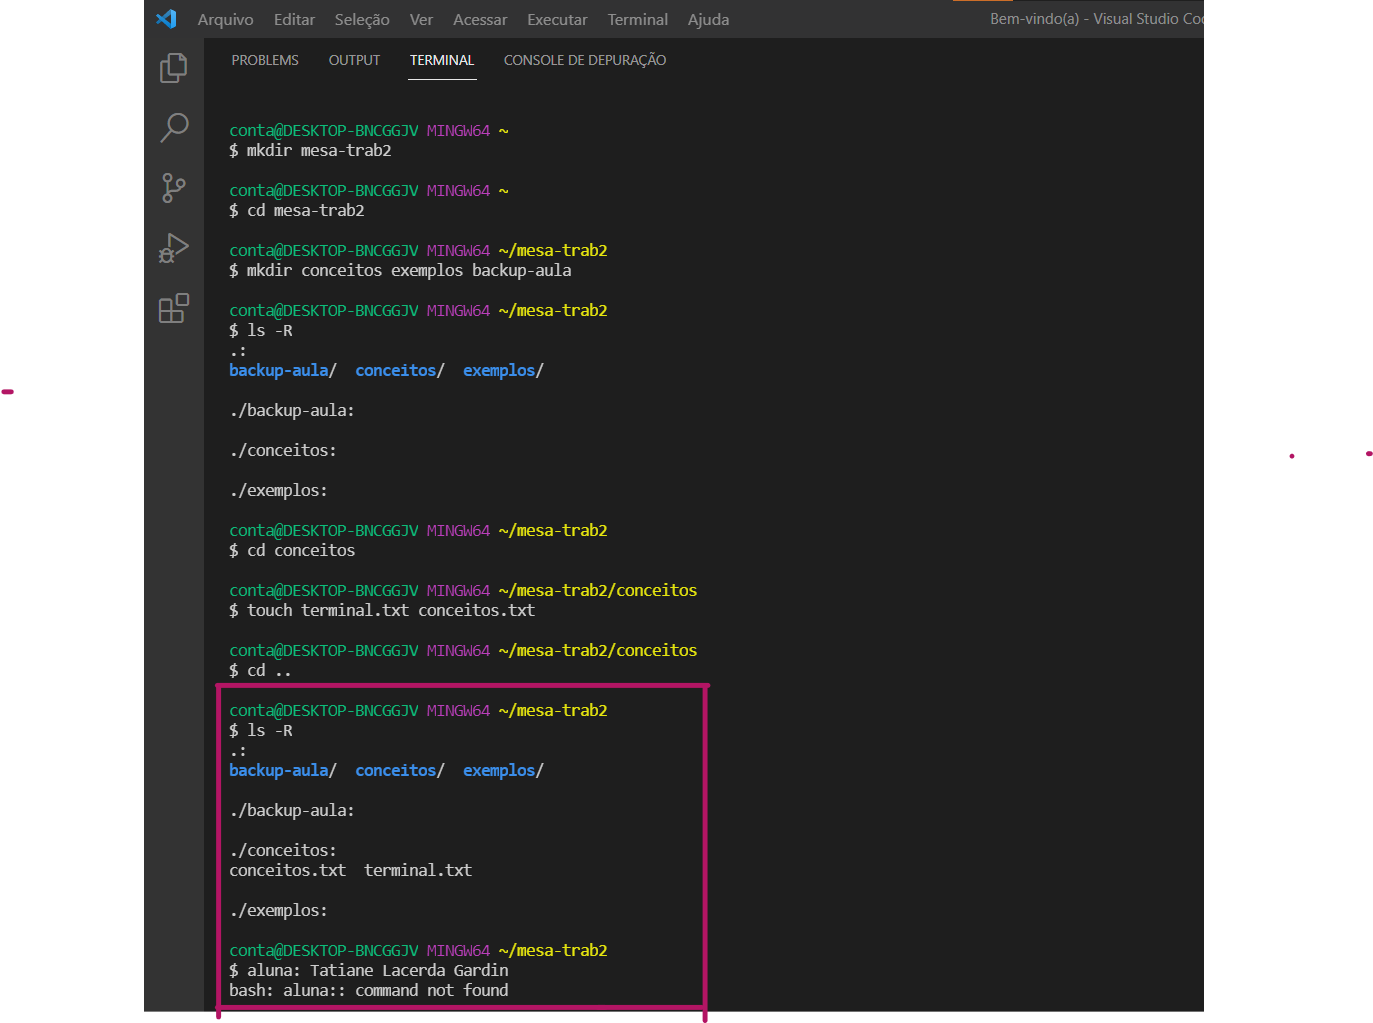 Arquivo Editar Seleção Ver Acessar Executar Terminal Ajuda Bem-vindo(a) - Visual Studio Co
PROBLEMS OUTPUT TERMINAL CONSOLE DE DEPURAÇÃO
conta@DESKTOP-BNCGGJV MINGW64 ~
$ mkdir mesa-trab2
conta@DESKTOP-BNCGGJV MINGW64 ~
$ cd mesa-trab2
conta@DESKTOP-BNCGGJV MINGW64 ~/mesa-trab2
$ mkdir conceitos exemplos backup-aula
conta@DESKTOP-BNCGGJV MINGW64 ~/mesa-trab2
$ ls -R
.:
backup-aula/ conceitos/ exemplos/
./backup-aula:
./conceitos:
./exemplos:
conta@DESKTOP-BNCGGJV MINGW64 ~/mesa-trab2
$ cd conceitos
conta@DESKTOP-BNCGGJV MINGW64 ~/mesa-trab2/conceitos
$ touch terminal.txt conceitos.txt
conta@DESKTOP-BNCGGJV MINGW64 ~/mesa-trab2/conceitos
$ cd ..
conta@DESKTOP-BNCGGJV MINGW64 ~/mesa-trab2
$ ls -R
.:
backup-aula/ conceitos/ exemplos/
./backup-aula:
./conceitos:
conceitos.txt terminal.txt
./exemplos:
conta@DESKTOP-BNCGGJV MINGW64 ~/mesa-trab2
$ aluna: Tatiane Lacerda Gardin
bash: aluna:: command not found